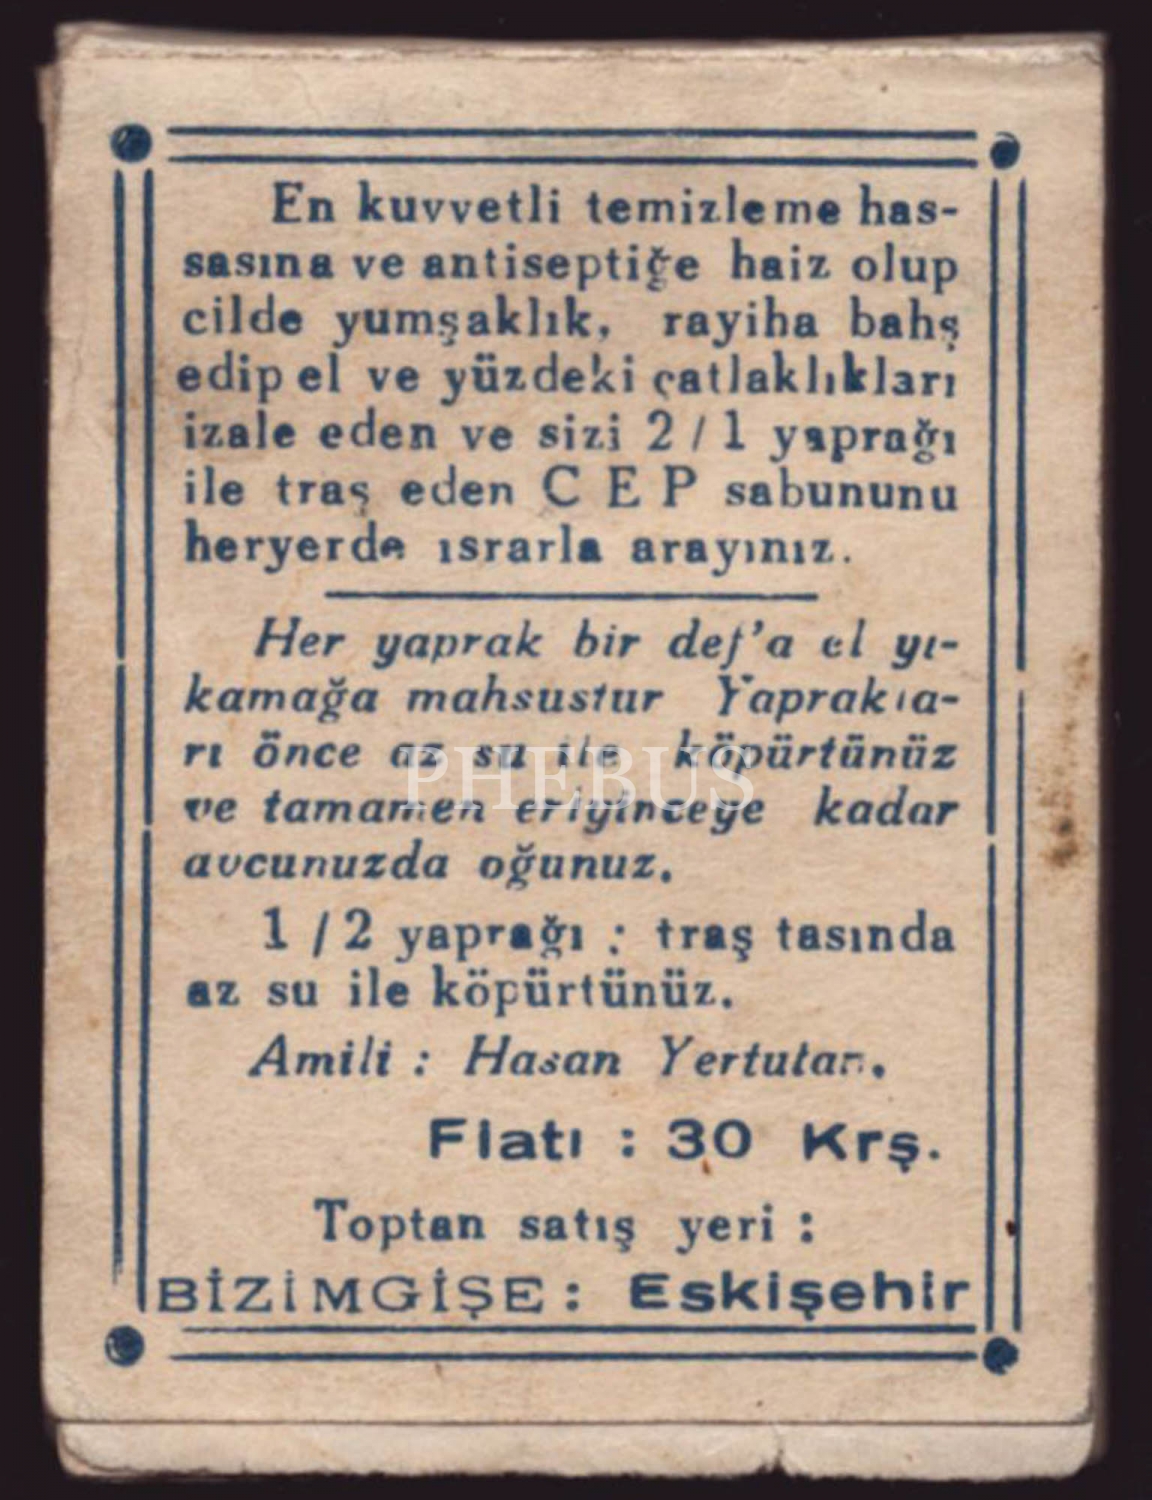 En kuvvetli temizleme has-
sasına ve antiseptiğe haiz olup
cilde yumşaklık, rayiha bahş
edip el ve yüzdeki çatlaklıkları
izale eden ve sizi 2 / 1 yaprağı
ile traş eden C E P sabununu
heryerde ısrarla arayınız.
Her yaprak bir def'a el yı-
kamağa mahsustur Yaprakla-
rı önce az su ile köpürtünüz
ve tamamen eriyinceye kadar
avcunuzda oğunuz.
PHEBUS
1 / 2 yaprağı : traş tasında
az su ile köpürtünüz.
Amili : Hasan Yertutan.
Fiatı : 30 Krş.
Toptan satış yeri :
BİZİMGİŞE : Eskişehir